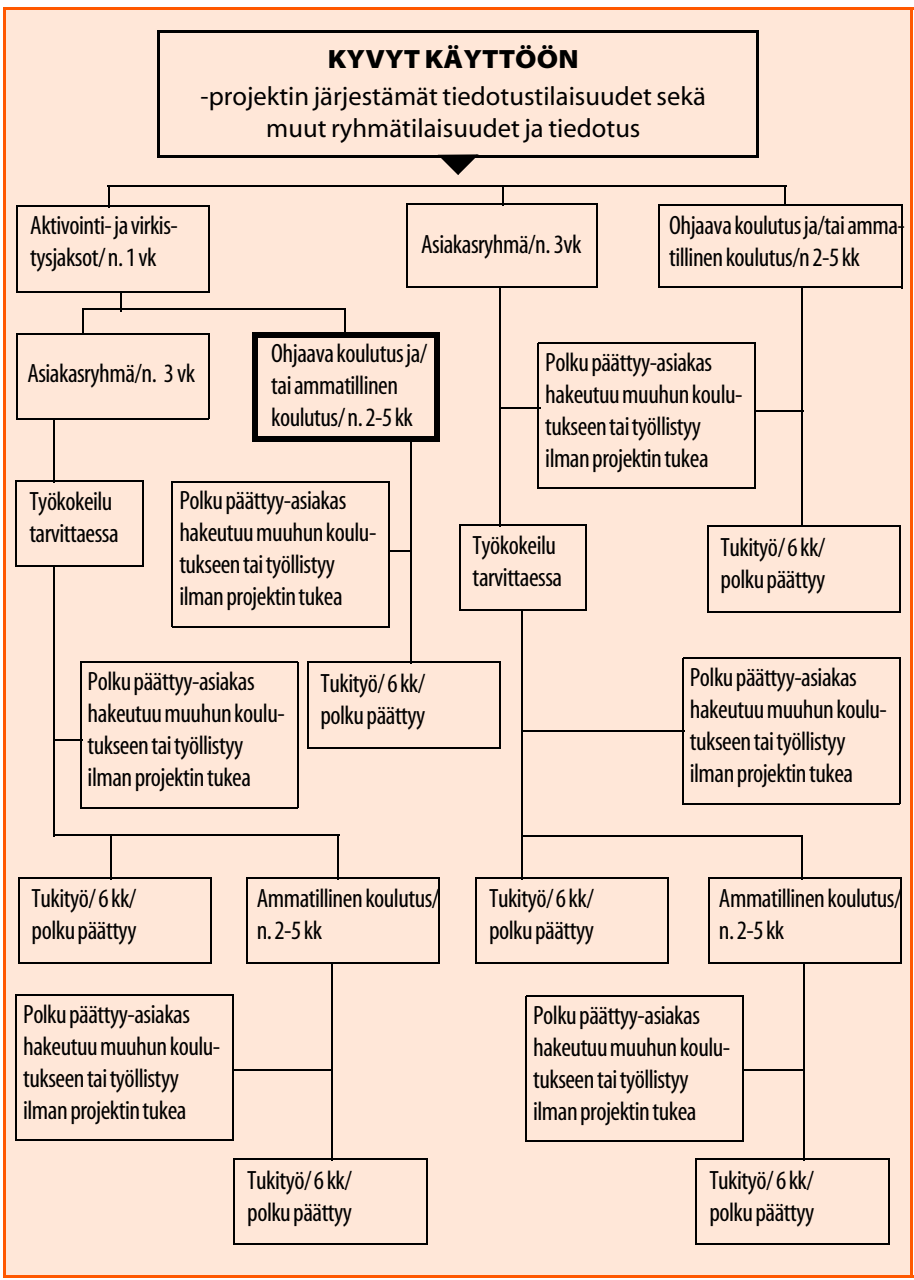 KYVYT KÄYTTÖÖN
-projektin järjestämät tiedotustilaisuudet sekä
muut ryhmätilaisuudet ja tiedotus
Aktivointi- ja virkis-
tysjaksot/ n. 1 vk
Asiakasryhmä/n. 3vk
Ohjaava koulutus ja/tai amma-
tillinen koulutus/n 2-5 kk
Asiakasryhmä/n. 3 vk
Ohjaava koulutus ja/
tai ammatillinen
koulutus/ n. 2-5 kk
Polku päättyy-asiakas
hakeutuu muuhun koulu-
tukseen tai työllistyy
ilman projektin tukea
Työkokeilu
tarvittaessa
Polku päättyy-asiakas
hakeutuu muuhun koulu-
tukseen tai työllistyy
ilman projektin tukea
Työkokeilu
tarvittaessa
Tukityö/ 6 kk/
polku päättyy
Polku päättyy-asiakas
hakeutuu muuhun koulu-
tukseen tai työllistyy
ilman projektin tukea
Tukityö/ 6 kk/
polku päättyy
Polku päättyy-asiakas
hakeutuu muuhun koulu-
tukseen tai työllistyy
ilman projektin tukea
Tukityö/ 6 kk/
polku päättyy
Ammatillinen koulutus/
n. 2-5 kk
Tukityö/ 6 kk/
polku päättyy
Ammatillinen koulutus/
n. 2-5 kk
Polku päättyy-asiakas
hakeutuu muuhun koulu-
tukseen tai työllistyy
ilman projektin tukea
Polku päättyy-asiakas
hakeutuu muuhun koulu-
tukseen tai työllistyy
ilman projektin tukea
Tukityö/ 6 kk/
polku päättyy
Tukityö/ 6 kk/
polku päättyy